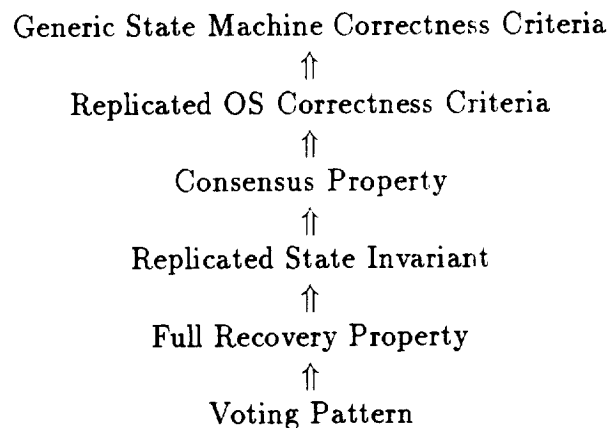 Generic State Machine Correctness Criteria
⇑
Replicated OS Correctness Criteria
⇑
Consensus Property
⇑
Replicated State Invariant
⇑
Full Recovery Property
⇑
Voting Pattern